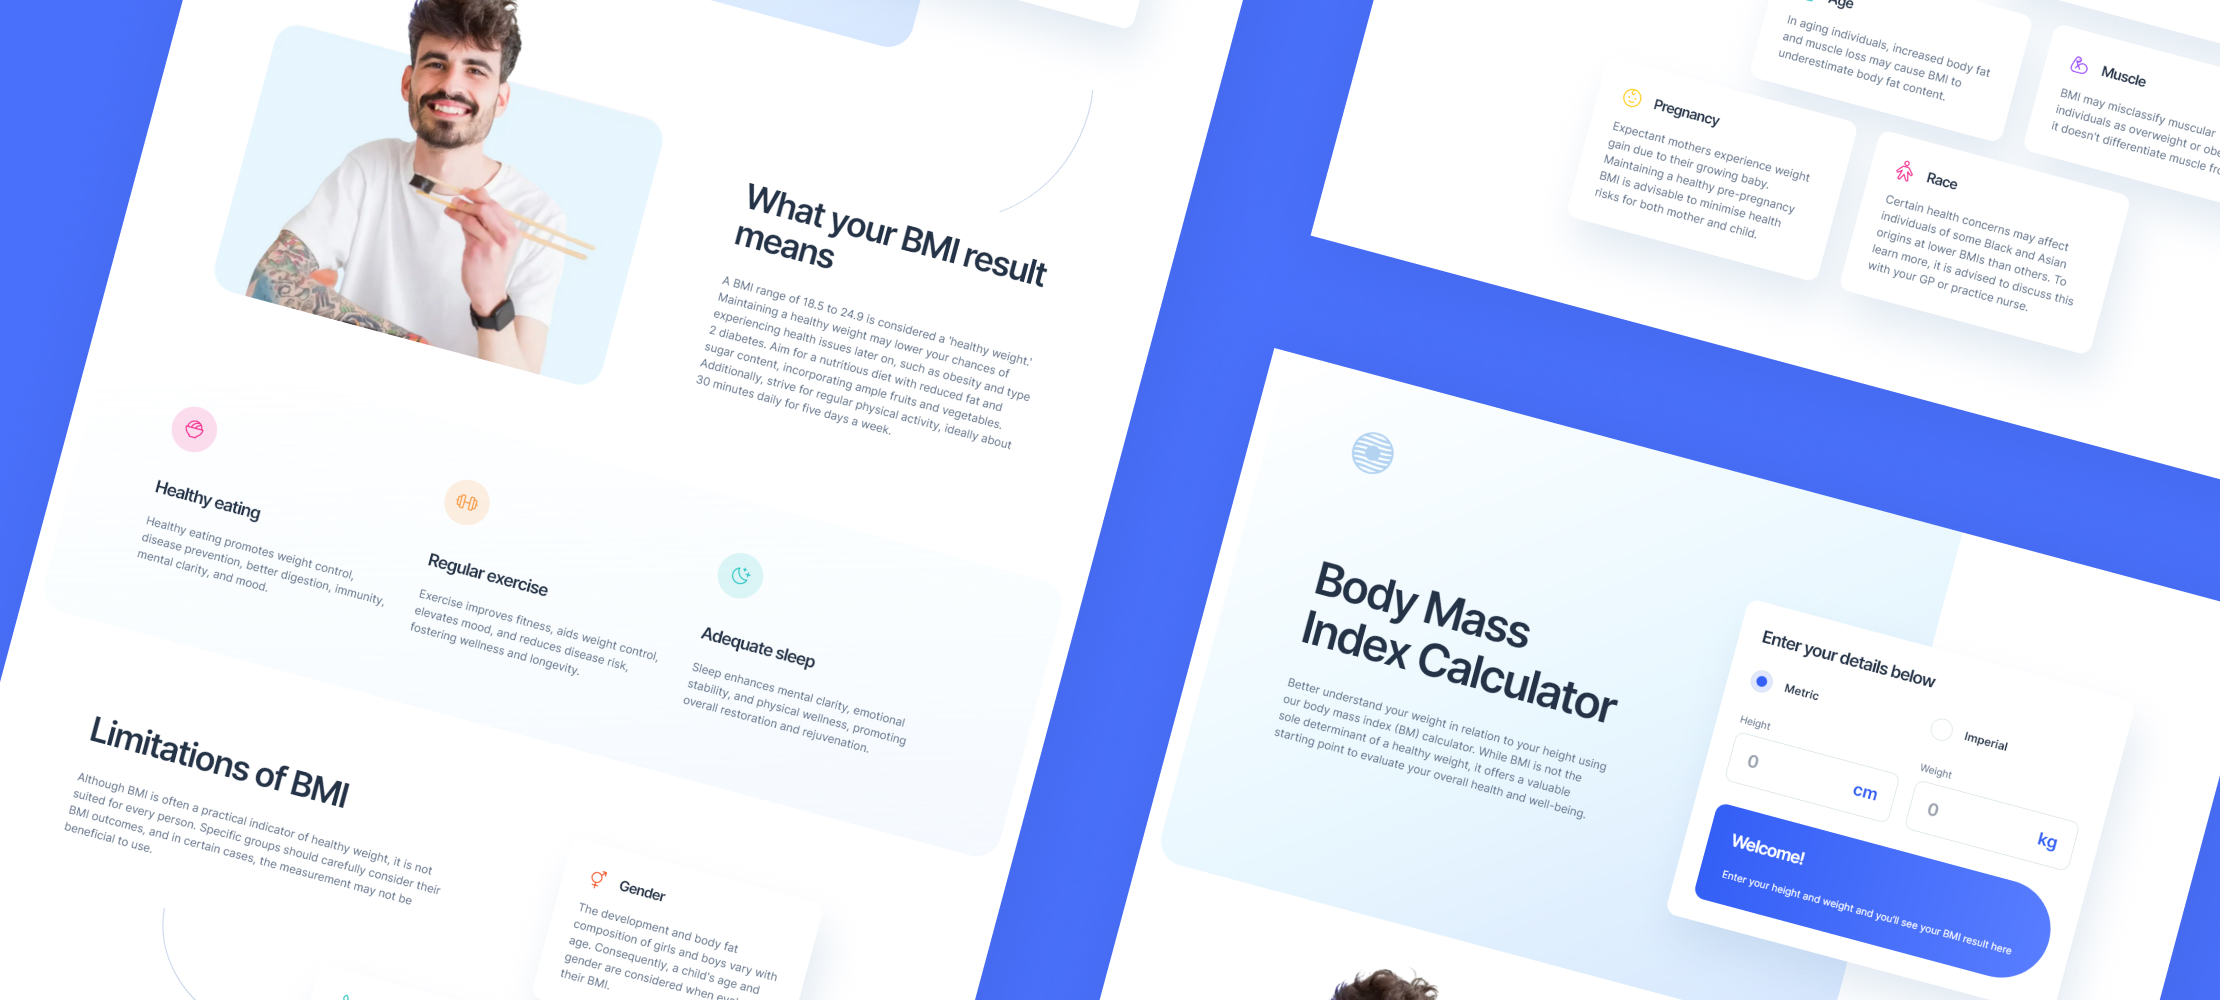 What your BMI result
means
A BMI range of 18.5 to 24.9 is considered a 'healthy weight.'
Maintaining a healthy weight may lower your chances of
experiencing health issues later on, such as obesity and type
2 diabetes. Aim for a nutritious diet with reduced fat and
sugar content, incorporating ample fruits and vegetables.
Additionally, strive for regular physical activity, ideally about
30 minutes daily for five days a week.
Healthy eating
Healthy eating promotes weight control,
disease prevention, better digestion, immunity,
mental clarity, and mood.
Regular exercise
Exercise improves fitness, aids weight control,
elevates mood, and reduces disease risk,
fostering wellness and longevity.
Adequate sleep
Sleep enhances mental clarity, emotional
stability, and physical wellness, promoting
overall restoration and rejuvenation.
Limitations of BMI
Although BMI is often a practical indicator of healthy weight, it is not
suited for every person. Specific groups should carefully consider their
BMI outcomes, and in certain cases, the measurement may not be
beneficial to use.
Gender
The development and body fat
composition of girls and boys vary with
age. Consequently, a child's age and
gender are considered when
their BMI.
Age
In aging individuals, increased body fat
and muscle loss may cause BMI to
underestimate body fat content.
Muscle
BMI may misclassify muscular
individuals as overweight or
it doesn't differentiate muscle
Pregnancy
Expectant mothers experience weight
gain due to their growing baby.
Maintaining a healthy pre-pregnancy
BMI is advisable to minimise health
risks for both mother and child.
Race
Certain health concerns may affect
individuals of some Black and Asian
origins at lower BMIs than others. To
learn more, it is advised to discuss this
with your GP or practice nurse.
Body Mass
Index Calculator
Better understand your weight in relation to your height using
our body mass index (BM) calculator. While BMI is not the
sole determinant of a healthy weight, it offers a valuable
starting point to evaluate your overall health and well-being.
Enter your details below
Metric
Imperial
Height
0
cm
Weight
0
kg
Welcome!
Enter your height and weight and you'll see your BMI result here